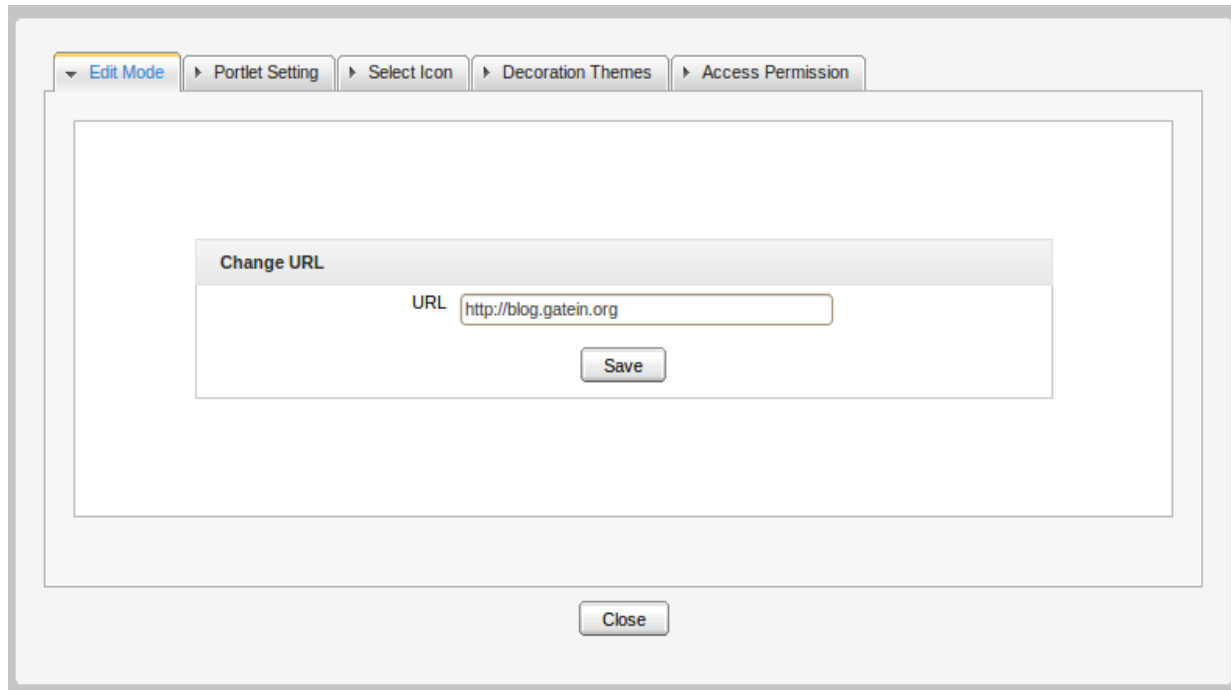 Edit Mode Portlet Setting Select Icon Decoration Themes Access Permission
Change URL
URL http://blog.gatein.org
Save
Close